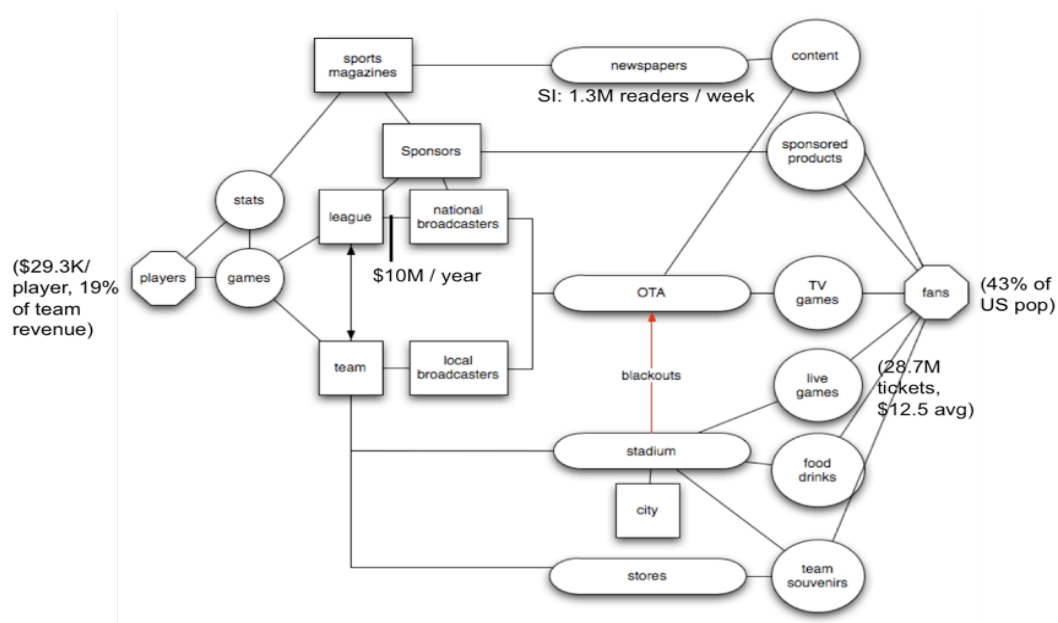 sports
magazines
newspapers
content
SI: 1.3M readers / week
Sponsors
sponsored
products
stats
league
national
broadcasters
($29.3K/
player, 19%
of team
revenue)
players
games
$10M / year
OTA
TV
games
fans
(43% of
US pop)
team
local
broadcasters
blackouts
live
games
(28.7M
tickets,
$12.5 avg)
stadium
food
drinks
city
stores
team
souvenirs